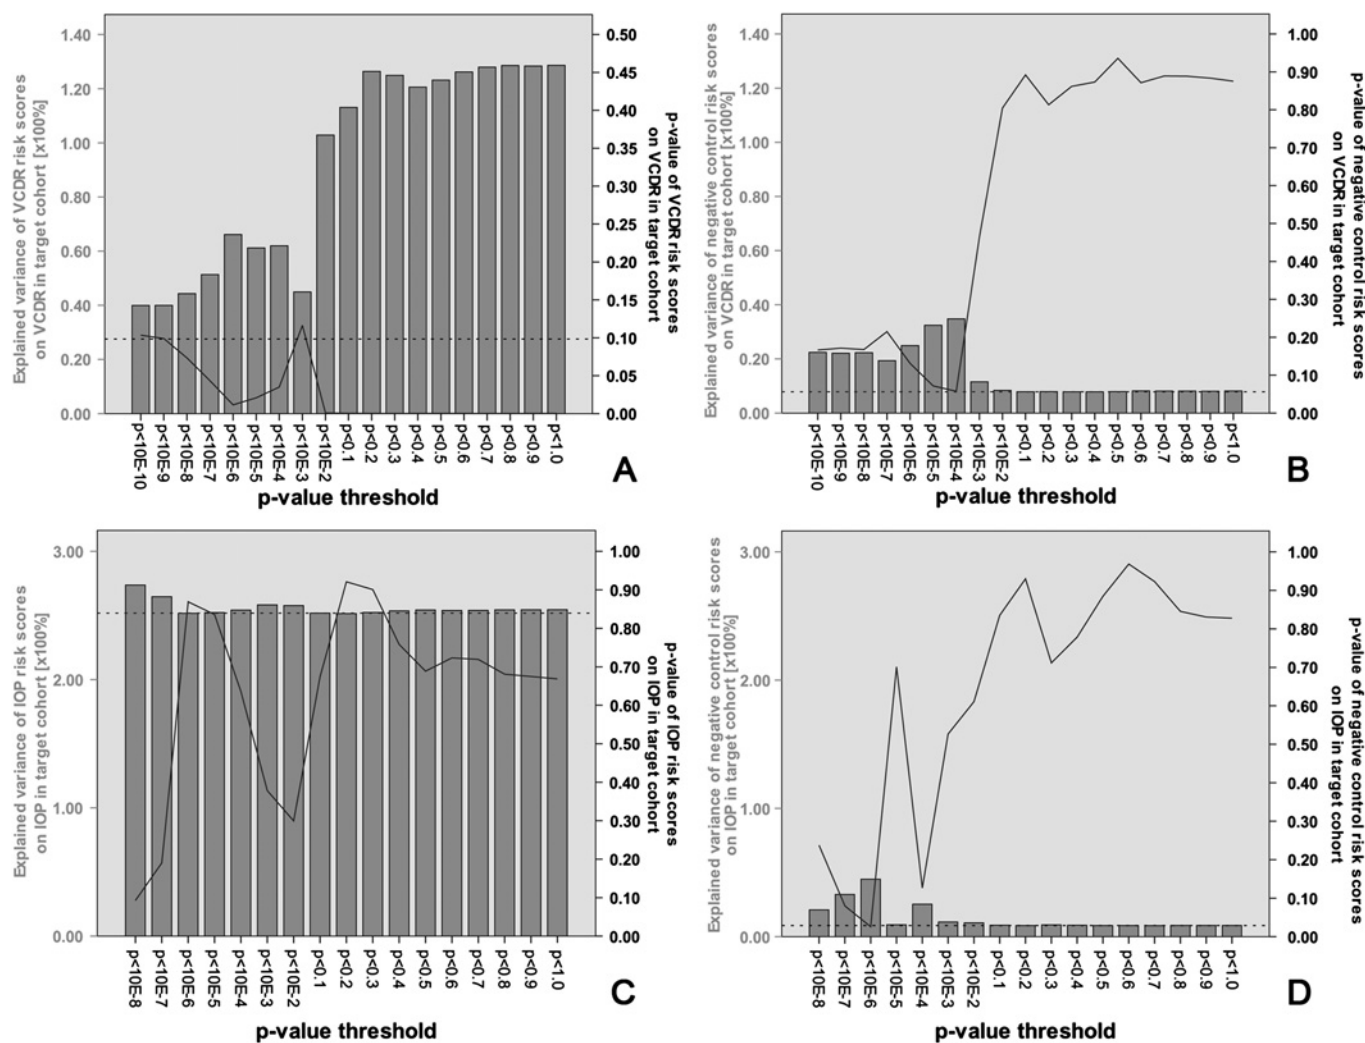 Explained variance of VCDR risk scores
on VCDR in target cohort [x100%]
1.40
1.20
1.00
0.80
0.60
0.40
0.20
0.00
0.50
0.45
0.40
0.35
0.30
0.25
0.20
0.15
0.10
0.05
0.00
p-value of VCDR risk scores
on VCDR in target cohort
p<10E-10
p<10E-9
p<10E-8
p<10E-7
p<10E-6
p<10E-5
p<10E-4
p<10E-3
p<10E-2
p<0.1
p<0.2
p<0.3
p<0.4
p<0.5
p<0.6
p<0.7
p<0.8
p<0.9
p<1.0
p-value threshold
A
Explained variance of negative control risk scores
on VCDR in target cohort [x100%]
1.40
1.20
1.00
0.80
0.60
0.40
0.20
0.00
1.00
0.90
0.80
0.70
0.60
0.50
0.40
0.30
0.20
0.10
0.00
p-value of negative control risk scores
on VCDR in target cohort
p<10E-10
p<10E-9
p<10E-8
p<10E-7
p<10E-6
p<10E-5
p<10E-4
p<10E-3
p<10E-2
p<0.1
p<0.2
p<0.3
p<0.4
p<0.5
p<0.6
p<0.7
p<0.8
p<0.9
p<1.0
p-value threshold
B
Explained variance of IOP risk scores
on IOP in target cohort [x100%]
3.00
2.00
1.00
0.00
1.00
0.90
0.80
0.70
0.60
0.50
0.40
0.30
0.20
0.10
0.00
p-value of IOP risk scores
on IOP in target cohort
p<10E-8
p<10E-7
p<10E-6
p<10E-5
p<10E-4
p<10E-3
p<10E-2
p<0.1
p<0.2
p<0.3
p<0.4
p<0.5
p<0.6
p<0.7
p<0.8
p<0.9
p<1.0
p-value threshold
C
Explained variance of negative control risk scores
on IOP in target cohort [x100%]
3.00
2.00
1.00
0.00
1.00
0.90
0.80
0.70
0.60
0.50
0.40
0.30
0.20
0.10
0.00
p-value of negative control risk scores
on IOP in target cohort
p<10E-8
p<10E-7
p<10E-6
p<10E-5
p<10E-4
p<10E-3
p<10E-2
p<0.1
p<0.2
p<0.3
p<0.4
p<0.5
p<0.6
p<0.7
p<0.8
p<0.9
p<1.0
p-value threshold
D